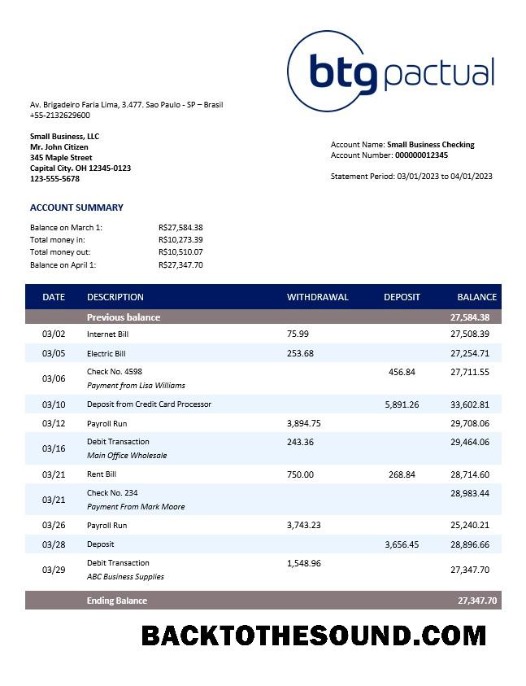 btg pactual
Av. Brigadeiro Faria Lima, 3.477. Sao Paulo - SP – Brasil
+55-2132629600
Small Business, LLC
Mr. John Citizen
345 Maple Street
Capital City. OH 12345-0123
123-555-5678
Account Name: Small Business Checking
Account Number: 000000012345
Statement Period: 03/01/2023 to 04/01/2023
ACCOUNT SUMMARY
Balance on March 1: R$27,584.38
Total money in: R$10,273.39
Total money out: R$10,510.07
Balance on April 1: R$27,347.70
DATE DESCRIPTION WITHDRAWAL DEPOSIT BALANCE
Previous balance 27,584.38
03/02 Internet Bill 75.99 27,508.39
03/05 Electric Bill 253.68 27,254.71
03/06 Check No. 4598 456.84 27,711.55
Payment from Lisa Williams
03/10 Deposit from Credit Card Processor 5,891.26 33,602.81
03/12 Payroll Run 3,894.75 29,708.06
03/16 Debit Transaction 243.36 29,464.06
Main Office Wholesale
03/21 Rent Bill 750.00 268.84 28,714.60
03/21 Check No. 234 28,983.44
Payment From Mark Moore
03/26 Payroll Run 3,743.23 25,240.21
03/28 Deposit 3,656.45 28,896.66
03/29 Debit Transaction 1,548.96 27,347.70
ABC Business Supplies
Ending Balance 27,347.70
BACKTOTHESOUND.COM